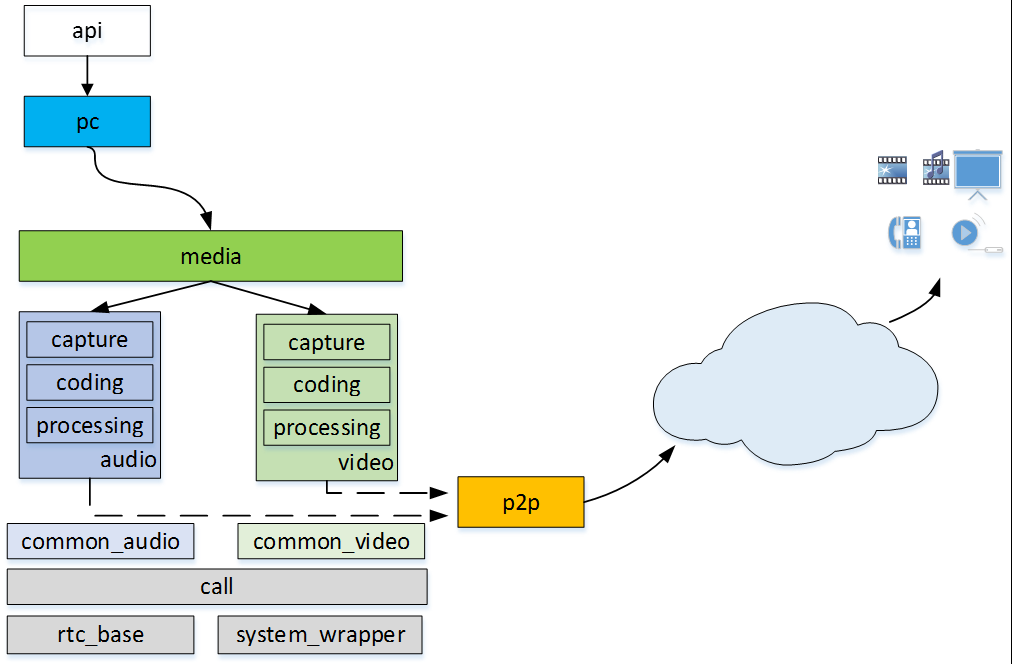 api
pc
media
capture
coding
processing
audio
capture
coding
processing
video
p2p
common_audio
common_video
call
rtc_base
system_wrapper